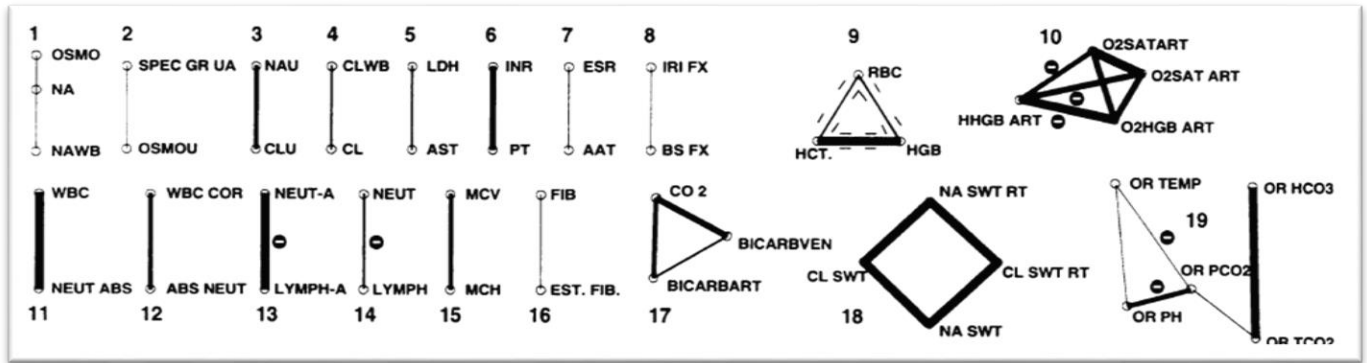 1 2 3 4 5 6 7 8 9 10
OSMO
NA
NAWB
SPEC GR UA
OSMOU
NAU
CLU
CLWB
CL
LDH
AST
INR
PT
ESR
AAT
IRI FX
BS FX
RBC
HCT.
HGB
O2SATART
O2SAT ART
HHGB ART
O2HGB ART
WBC
NEUT ABS
11
WBC COR
ABS NEUT
12
NEUT-A
LYMPH-A
13
NEUT
LYMPH
14
MCV
MCH
15
FIB
EST. FIB.
16
CO 2
BICARBVEN
BICARBART
17
NA SWT RT
CL SWT
CL SWT RT
NA SWT
18
OR TEMP
19
OR PCO2
OR PH
OR HCO3
OR TCO2